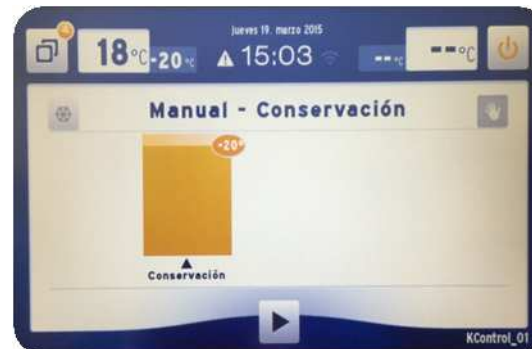 Jueves 19. marzo 2015
18°C -20°C 15:03 --°C --°C
Manual - Conservación
-20°
Conservación
KControl_01